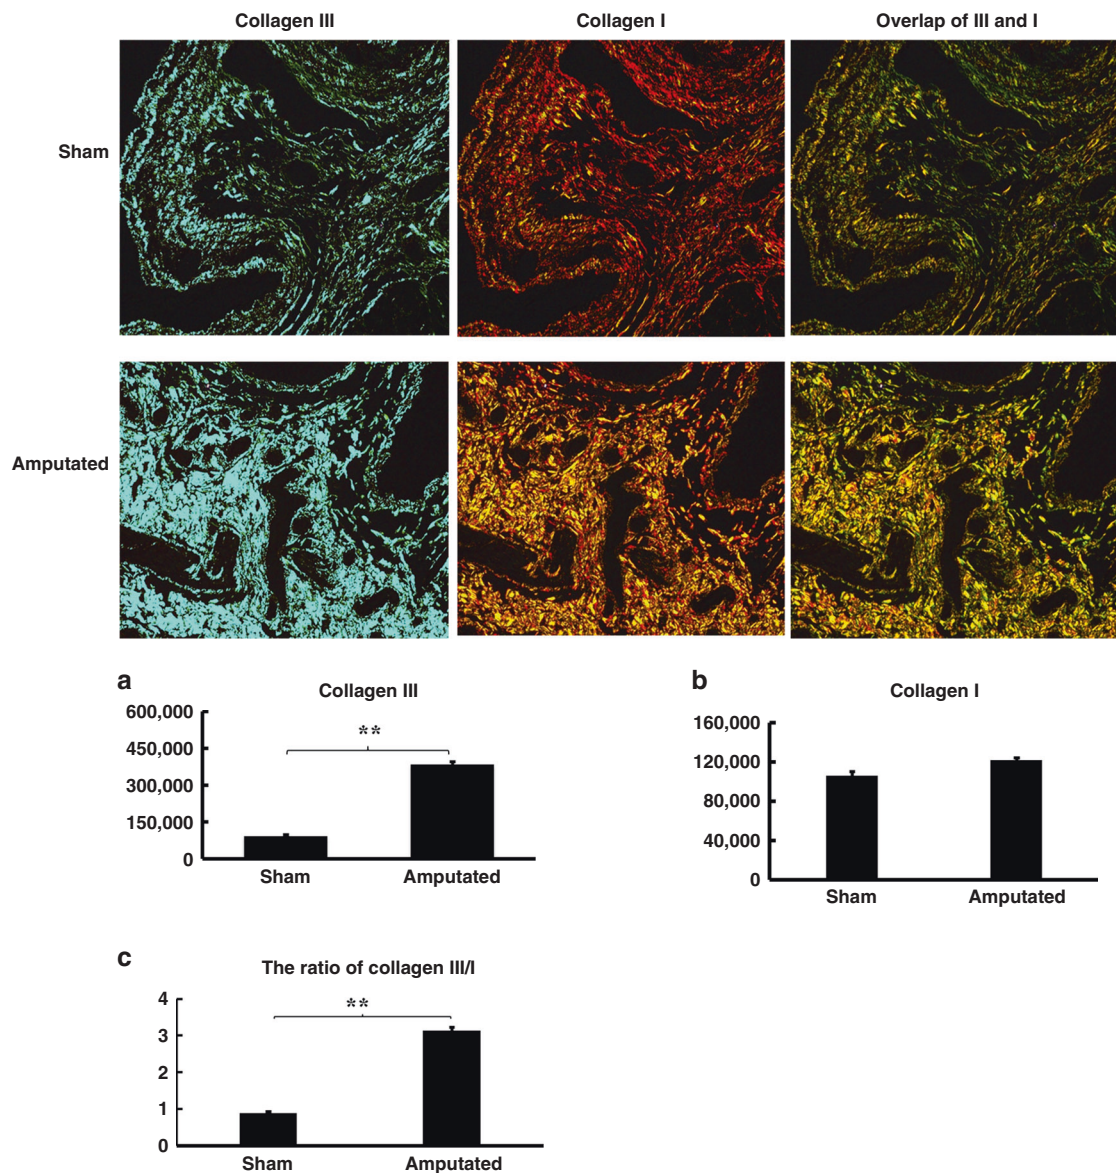 Collagen III Collagen I Overlap of III and I
Sham
Amputated
a
Collagen III
600,000
450,000
300,000
150,000
0
**
Sham Amputated
b
Collagen I
160,000
120,000
80,000
40,000
0
Sham Amputated
c
The ratio of collagen III/I
4
3
2
1
0
**
Sham Amputated